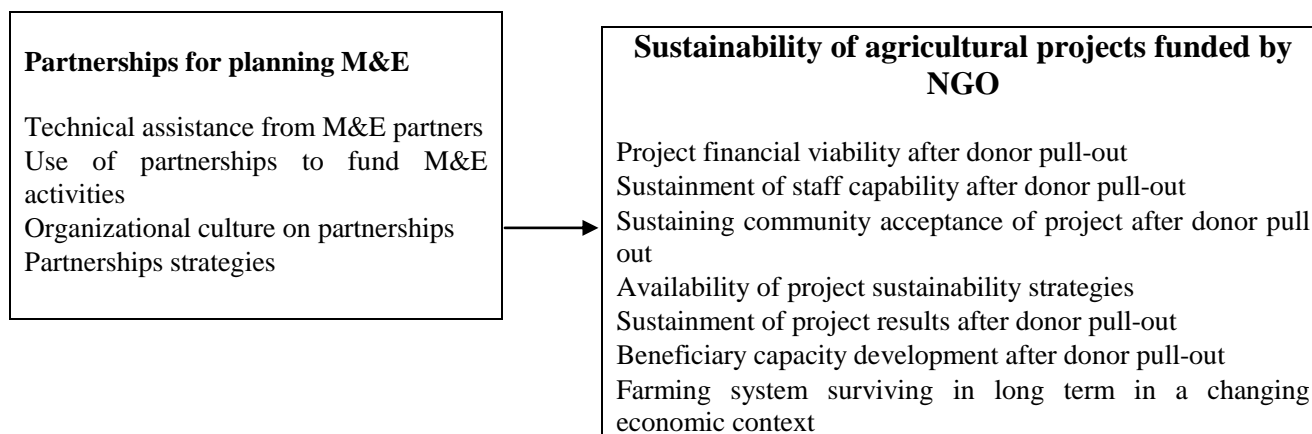 Partnerships for planning M&E
Technical assistance from M&E partners
Use of partnerships to fund M&E
activities
Organizational culture on partnerships
Partnerships strategies
Sustainability of agricultural projects funded by
NGO
Project financial viability after donor pull-out
Sustainment of staff capability after donor pull-out
Sustaining community acceptance of project after donor pull
out
Availability of project sustainability strategies
Sustainment of project results after donor pull-out
Beneficiary capacity development after donor pull-out
Farming system surviving in long term in a changing
economic context